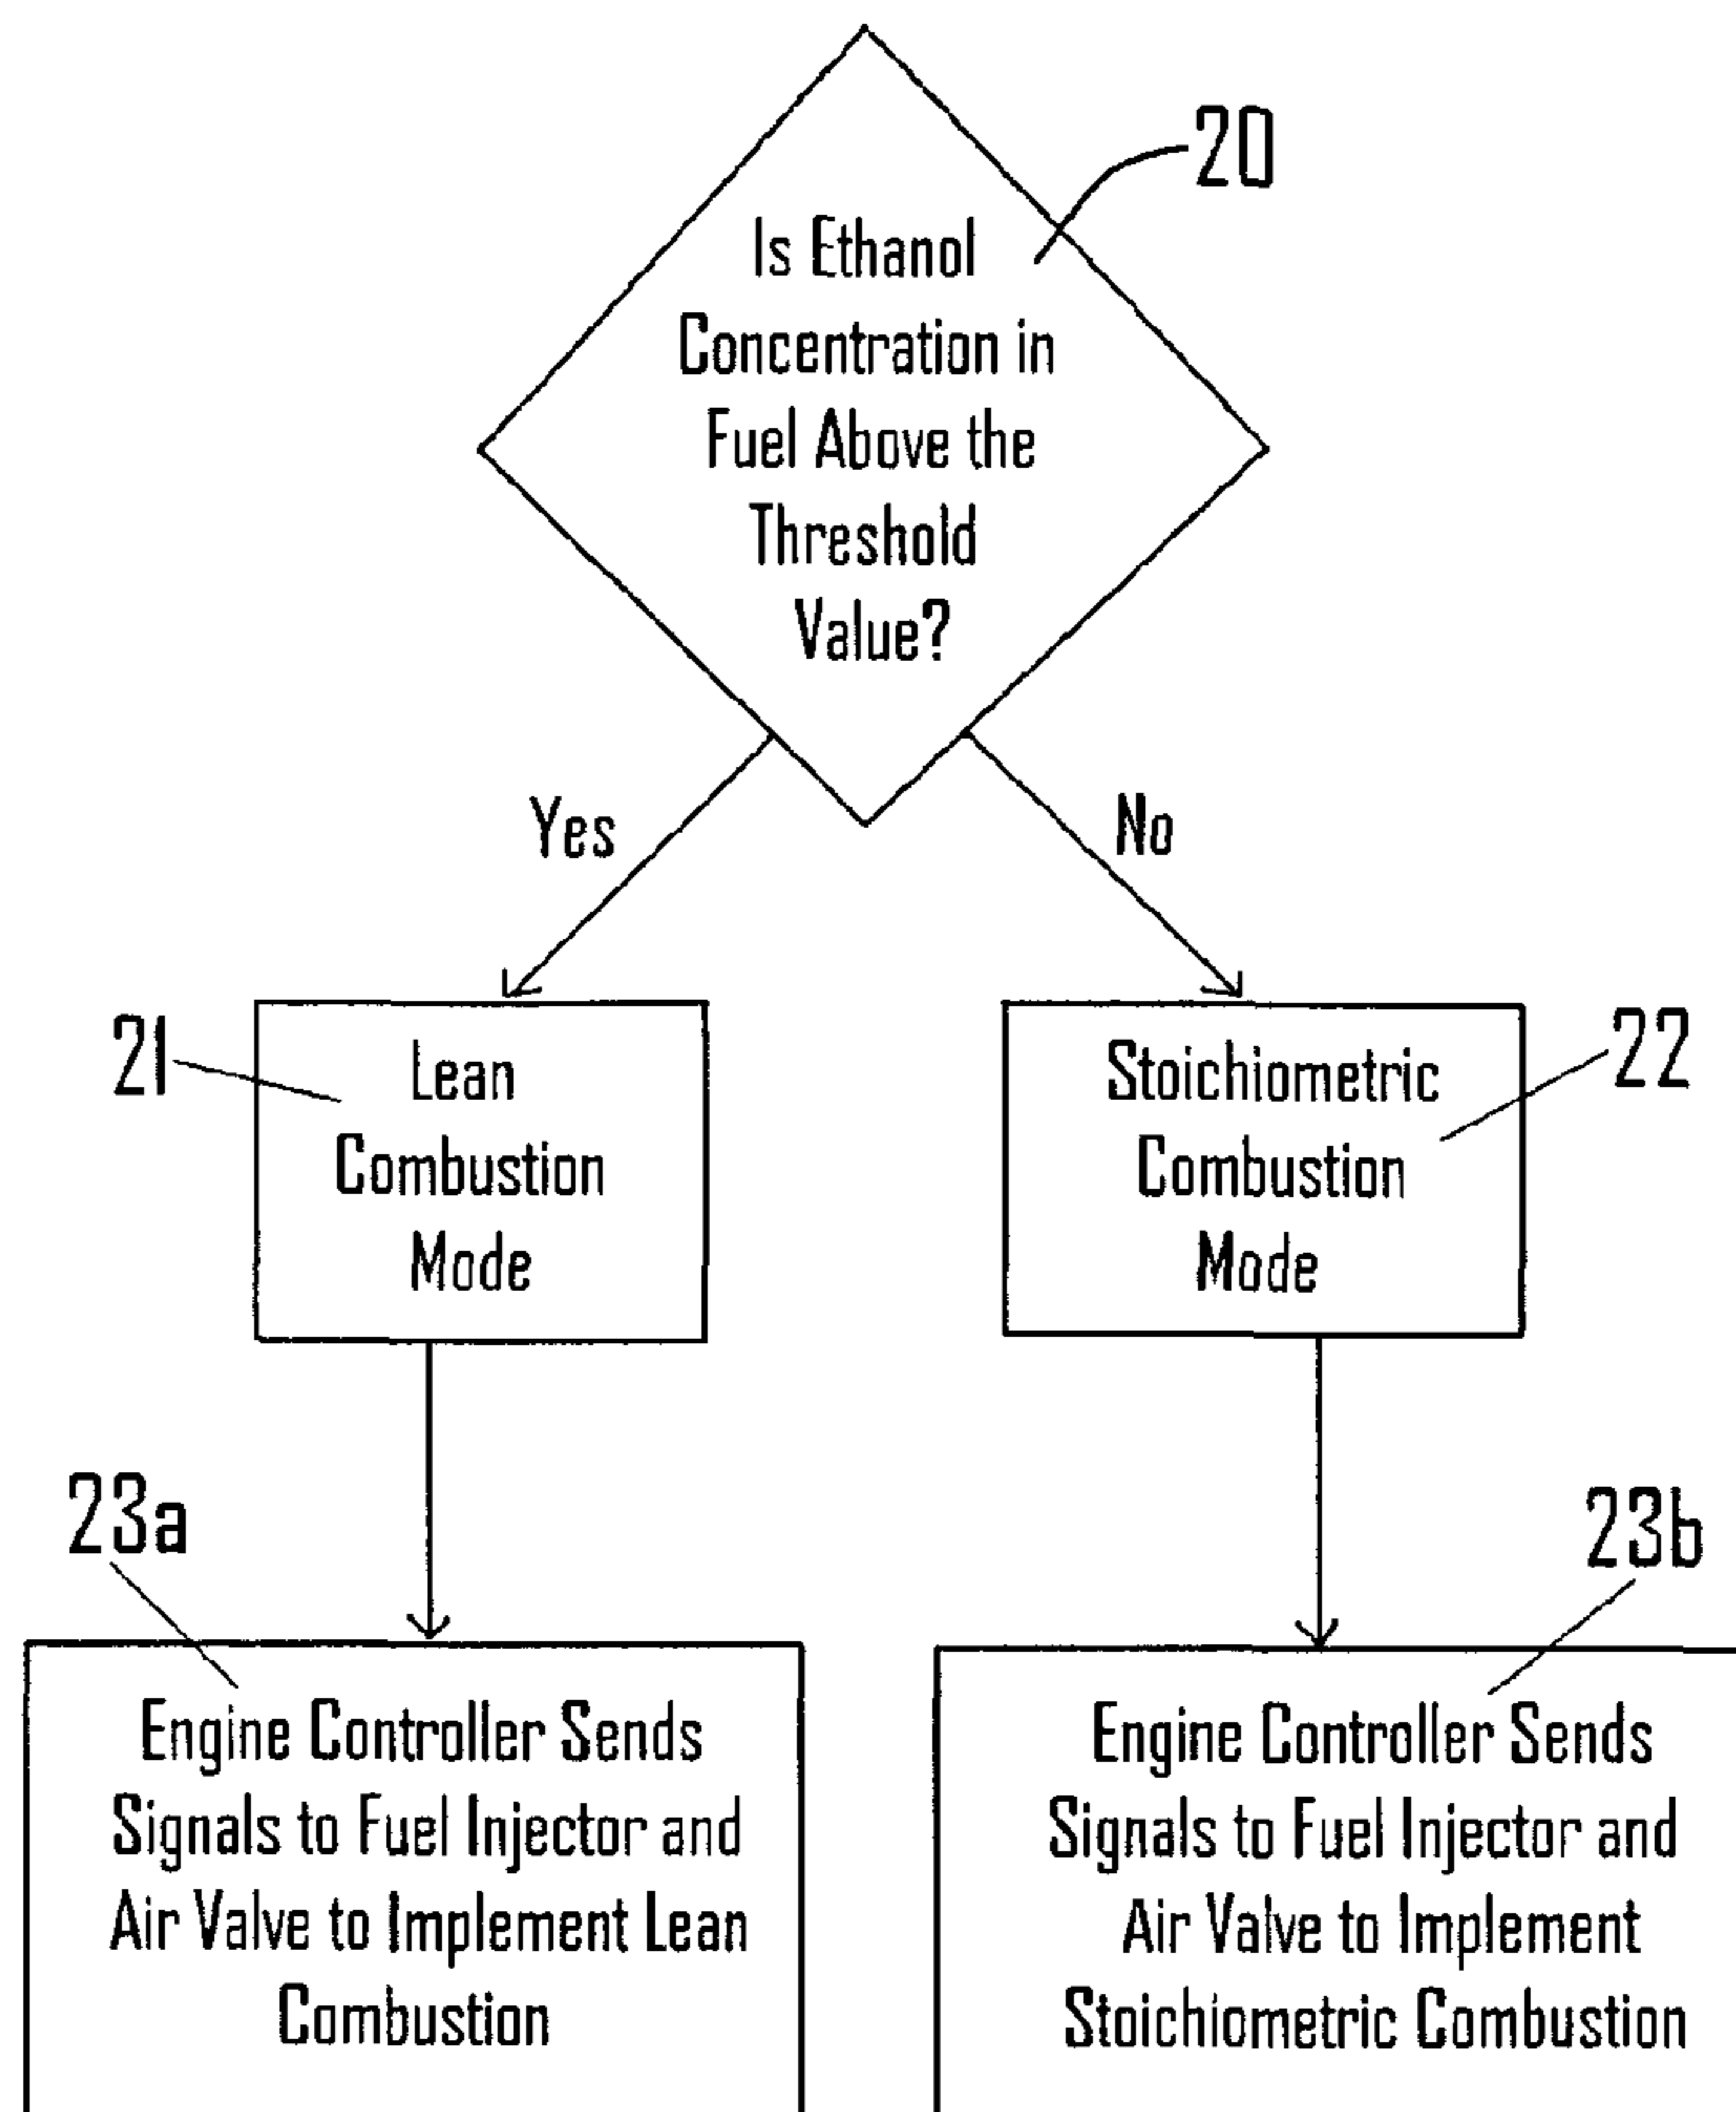 20
Is Ethanol
Concentration in
Fuel Above the
Threshold
Value?
Yes
No
21
Lean
Combustion
Mode
22
Stoichiometric
Combustion
Mode
23a
Engine Controller Sends
Signals to Fuel Injector and
Air Valve to Implement Lean
Combustion
23b
Engine Controller Sends
Signals to Fuel Injector and
Air Valve to Implement
Stoichiometric Combustion